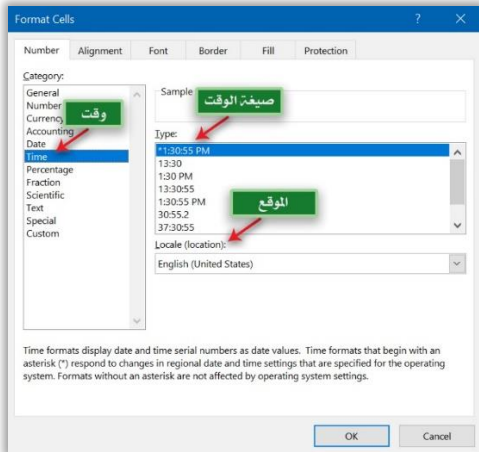 Format Cells ? ×
Number Alignment Font Border Fill Protection
Category:
General
Number
Currency
Accounting
Date
Time
Percentage
Fraction
Scientific
Text
Special
Custom
وقت
Sample
صيغة الوقت
Type:
*1:30:55 PM
13:30
1:30 PM
13:30:55
1:30:55 PM
30:55.2
37:30:55
الموقع
Locale (location):
English (United States)
Time formats display date and time serial numbers as date values. Time formats that begin with an
asterisk (*) respond to changes in regional date and time settings that are specified for the operating
system. Formats without an asterisk are not affected by operating system settings.
OK Cancel